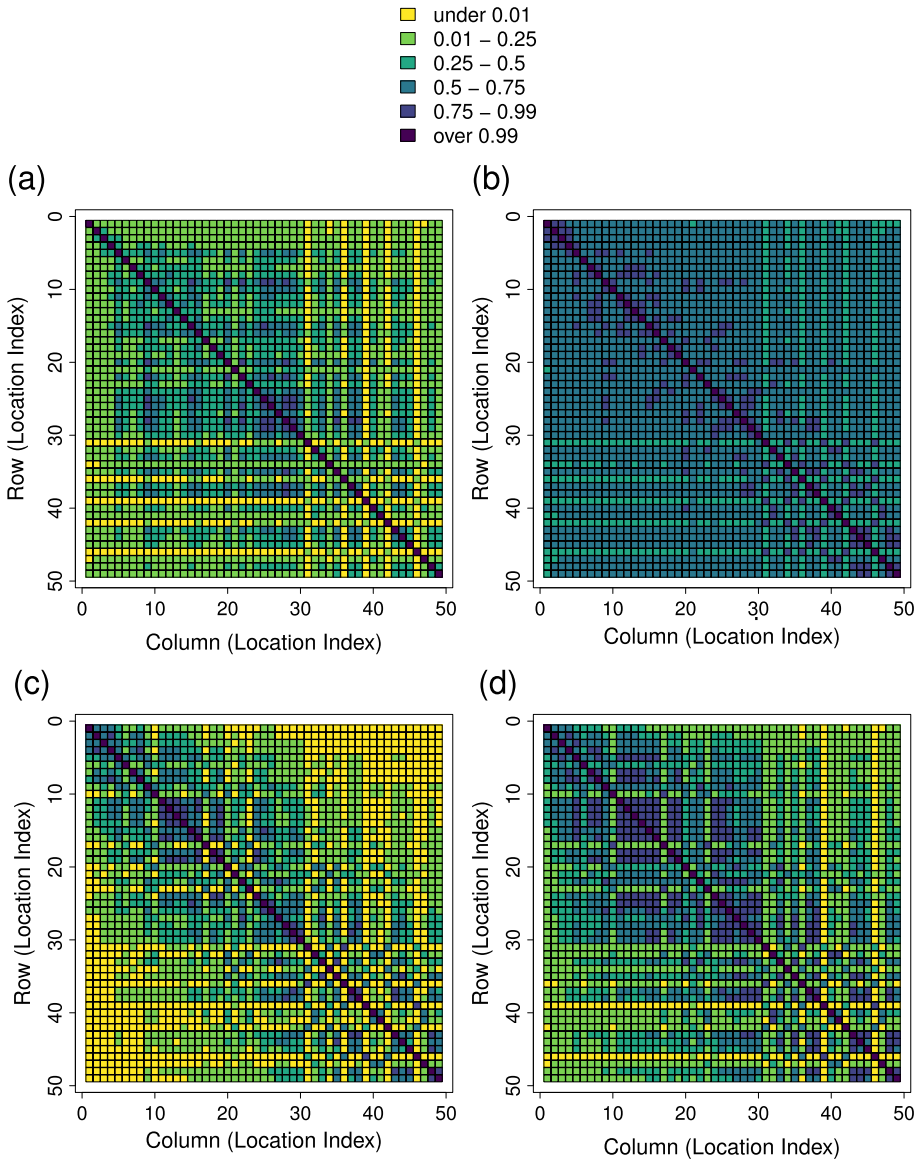 under 0.01
0.01 − 0.25
0.25 − 0.5
0.5 − 0.75
0.75 − 0.99
over 0.99
(a)
(b)
0
10
20
30
40
50
Row (Location Index)
0 10 20 30 40 50
Column (Location Index)
0
10
20
30
40
50
Row (Location Index)
0 10 20 30 40 50
Column (Location Index)
(c)
(d)
0
10
20
30
40
50
Row (Location Index)
0 10 20 30 40 50
Column (Location Index)
0
10
20
30
40
50
Row (Location Index)
0 10 20 30 40 50
Column (Location Index)